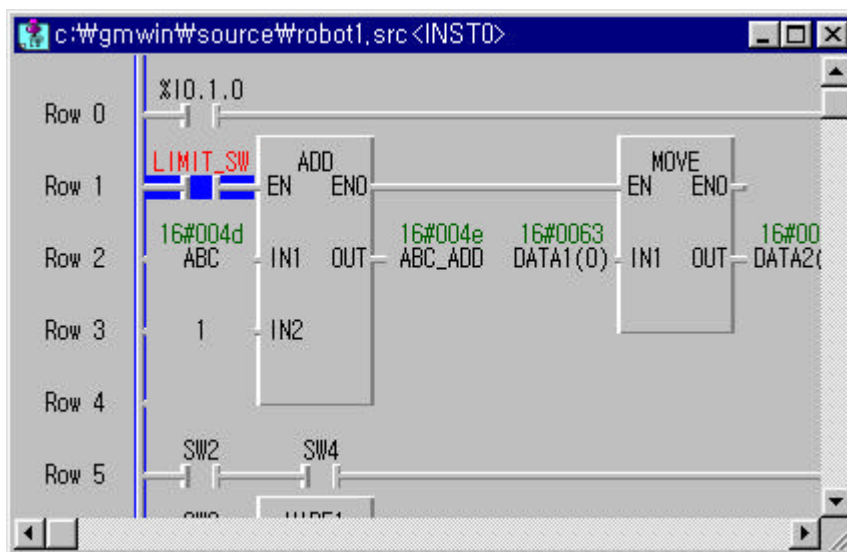 c:\gmwin\source\robot1.src<INST0>
%I0.1.0
Row 0
LIMIT_SW ADD MOVE
Row 1 EN ENO EN ENO
16#004d 16#004e 16#0063 16#00
Row 2 ABC IN1 OUT ABC_ADD DATA1(0) IN1 OUT DATA2(
Row 3 1 IN2
Row 4
SW2 SW4
Row 5